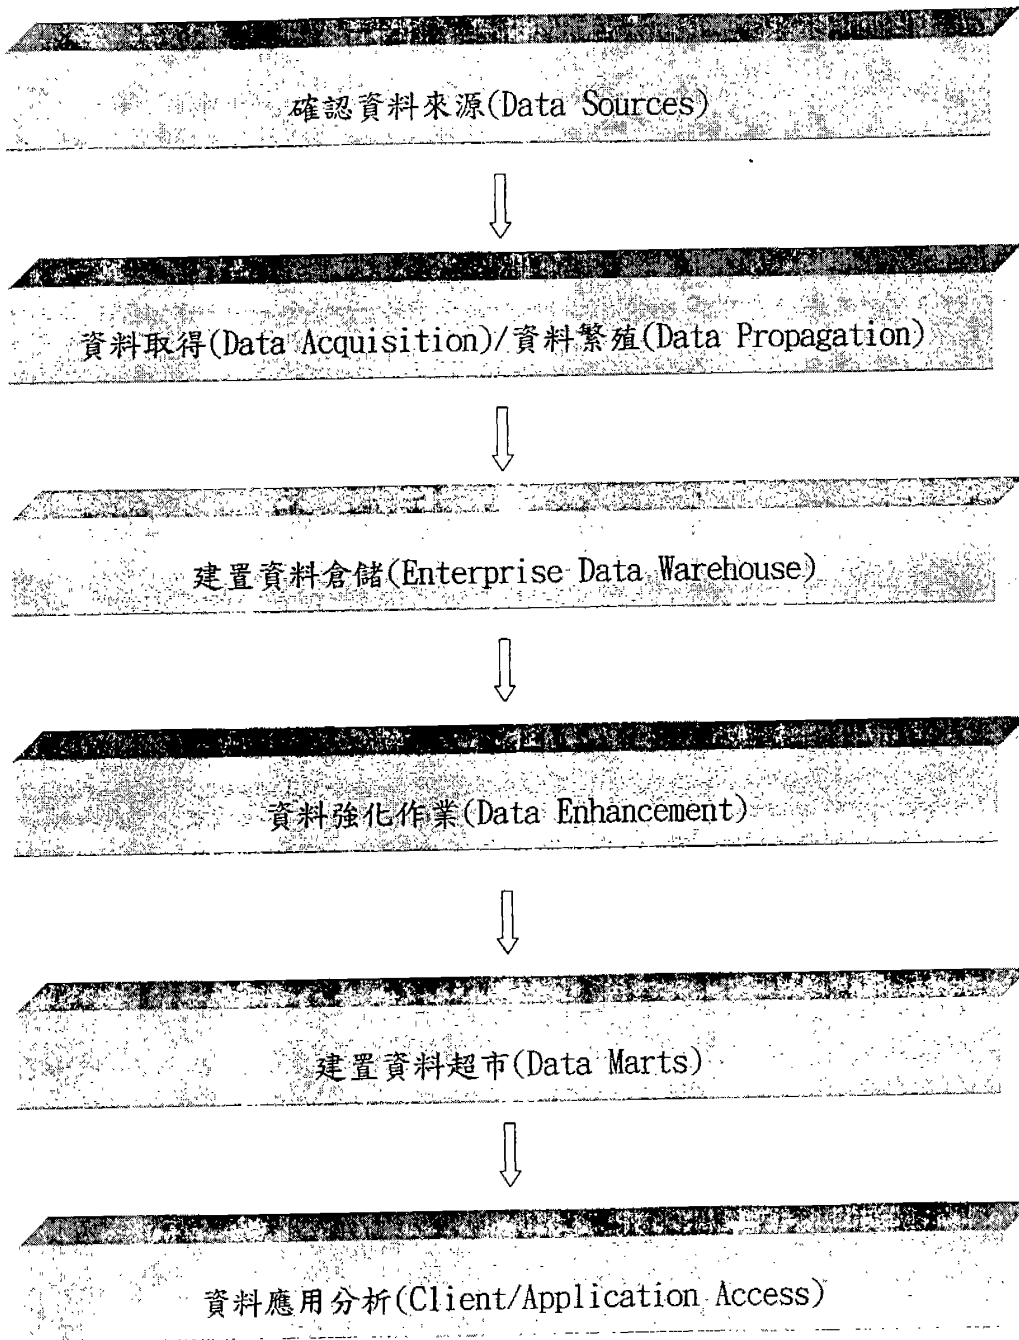 確認資料來源(Data Sources)
資料取得(Data Acquisition)/資料繁殖(Data Propagation)
建置資料倉儲(Enterprise Data Warehouse)
資料強化作業(Data Enhancement)
建置資料超市(Data Marts)
資料應用分析(Client/Application Access)